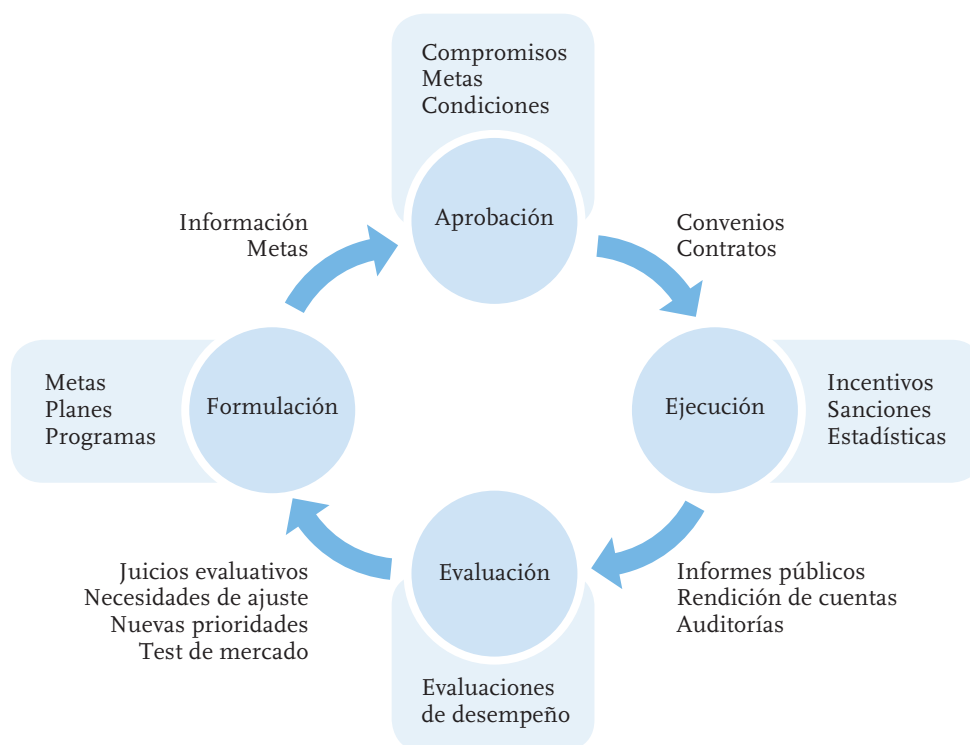 Compromisos
Metas
Condiciones
Aprobación
Información
Metas
Convenios
Contratos
Metas
Planes
Programas
Formulación
Ejecución
Incentivos
Sanciones
Estadísticas
Evaluación
Juicios evaluativos
Necesidades de ajuste
Nuevas prioridades
Test de mercado
Informes públicos
Rendición de cuentas
Auditorías
Evaluaciones
de desempeño